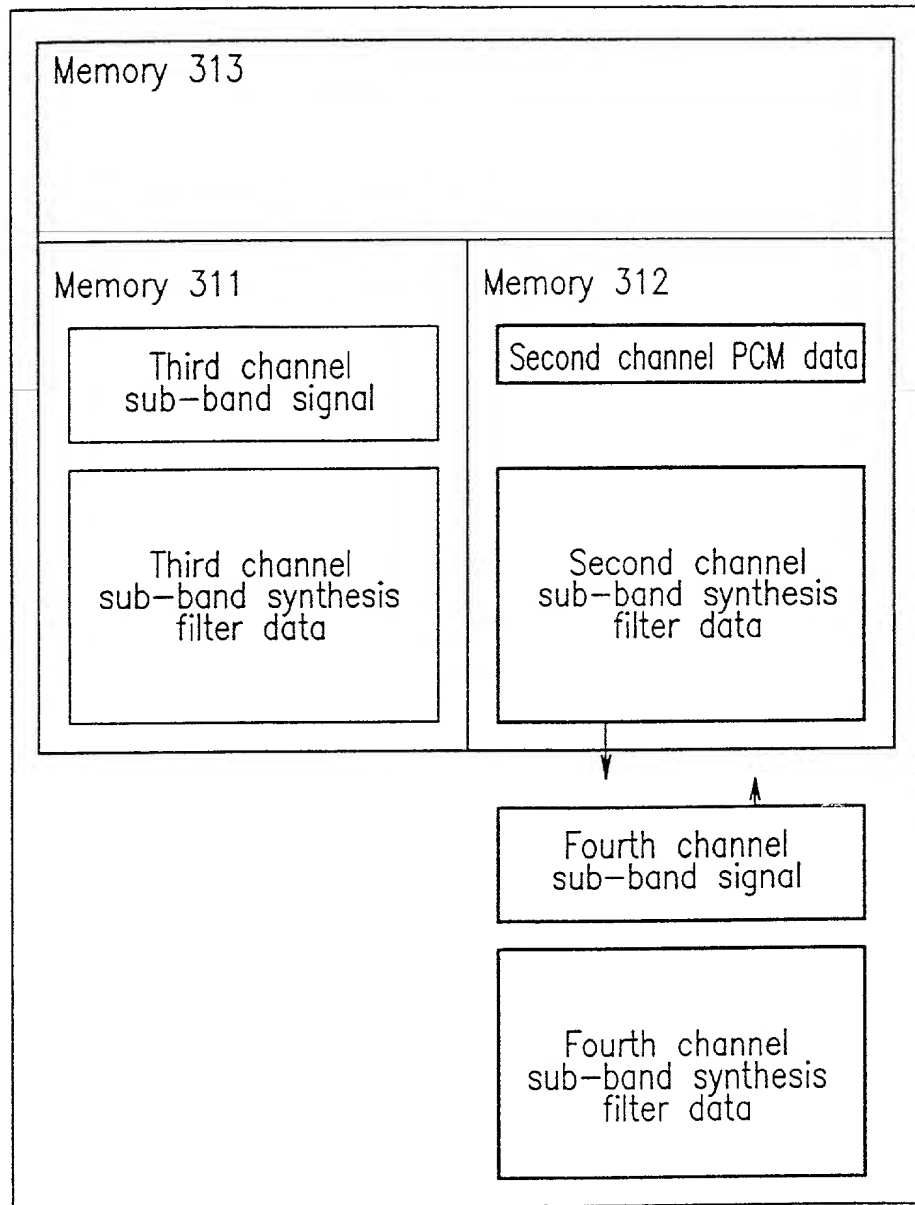 Memory 313
Memory 311
Third channel
sub-band signal
Third channel
sub-band synthesis
filter data
Memory 312
Second channel PCM data
Second channel
sub-band synthesis
filter data
Fourth channel
sub-band signal
Fourth channel
sub-band synthesis
filter data